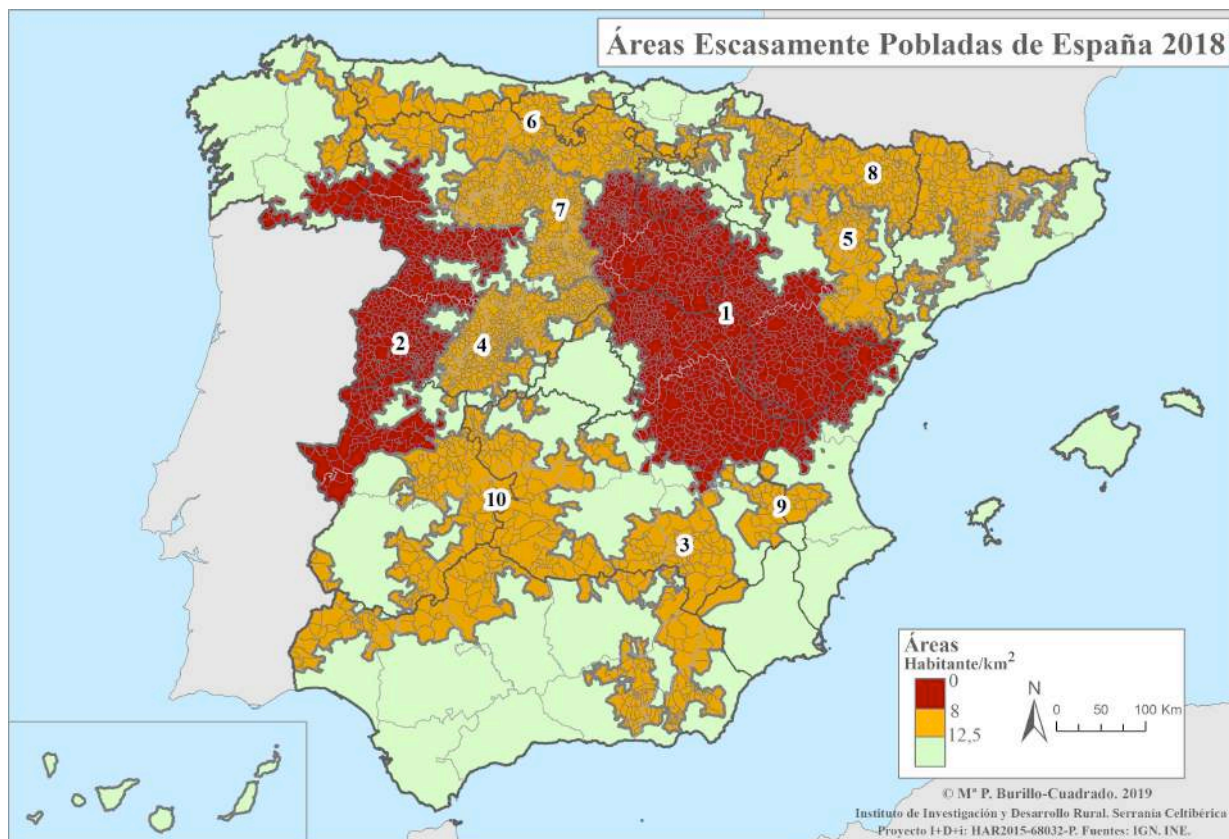 Áreas Escasamente Pobladas de España 2018
6
8
7
5
1
2
4
10
9
3
Áreas
Habitante/km²
0
8
12,5
N
0 50 100 Km
© Mª P. Burillo-Cuadrado. 2019
Instituto de Investigación y Desarrollo Rural. Serranía Celtibérica
Proyecto I+D+i: HAR2015-68032-P. Fuentes: IGN. INE.